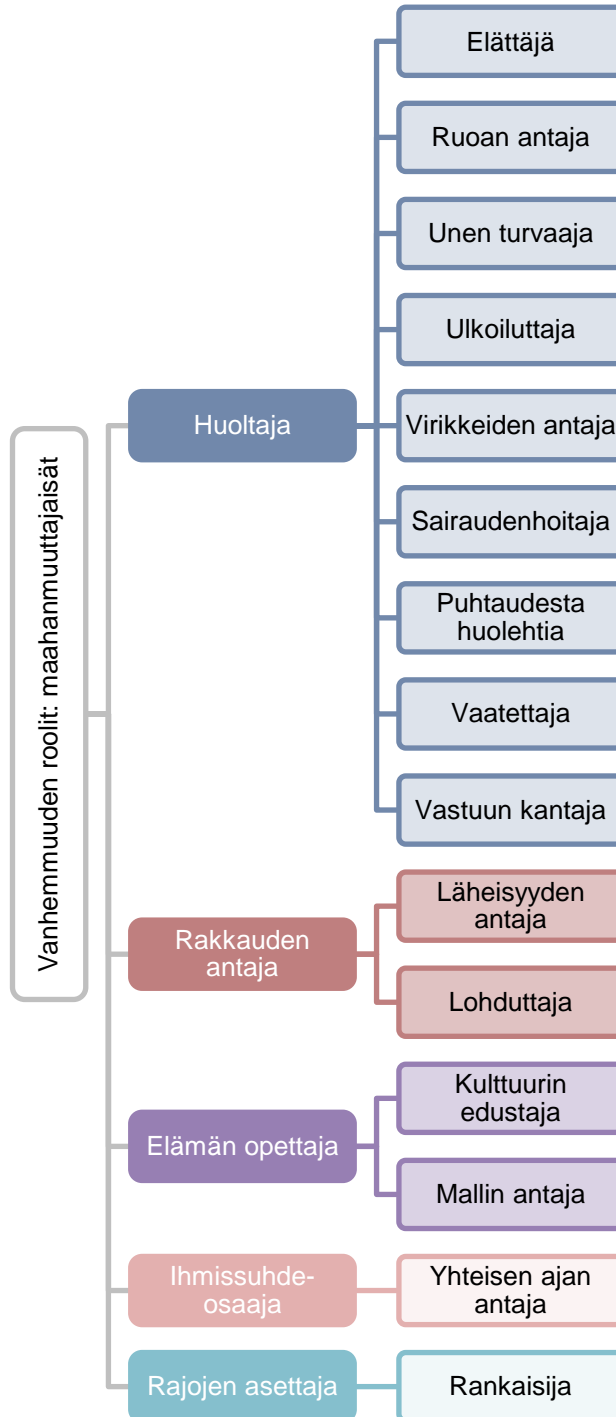 Vanhemmuuden roolit: maahanmuuttajaisät
Huoltaja
Elättäjä
Ruoan antaja
Unen turvaaja
Ulkoiluttaja
Virikkeiden antaja
Sairaudenhoitaja
Puhtaudesta
huolehtia
Vaatettaja
Vastuun kantaja
Rakkauden
antaja
Läheisyyden
antaja
Lohduttaja
Elämän opettaja
Kulttuurin
edustaja
Mallin antaja
Ihmissuhde-
osaaja
Yhteisen ajan
antaja
Rajojen asettaja
Rankaisija